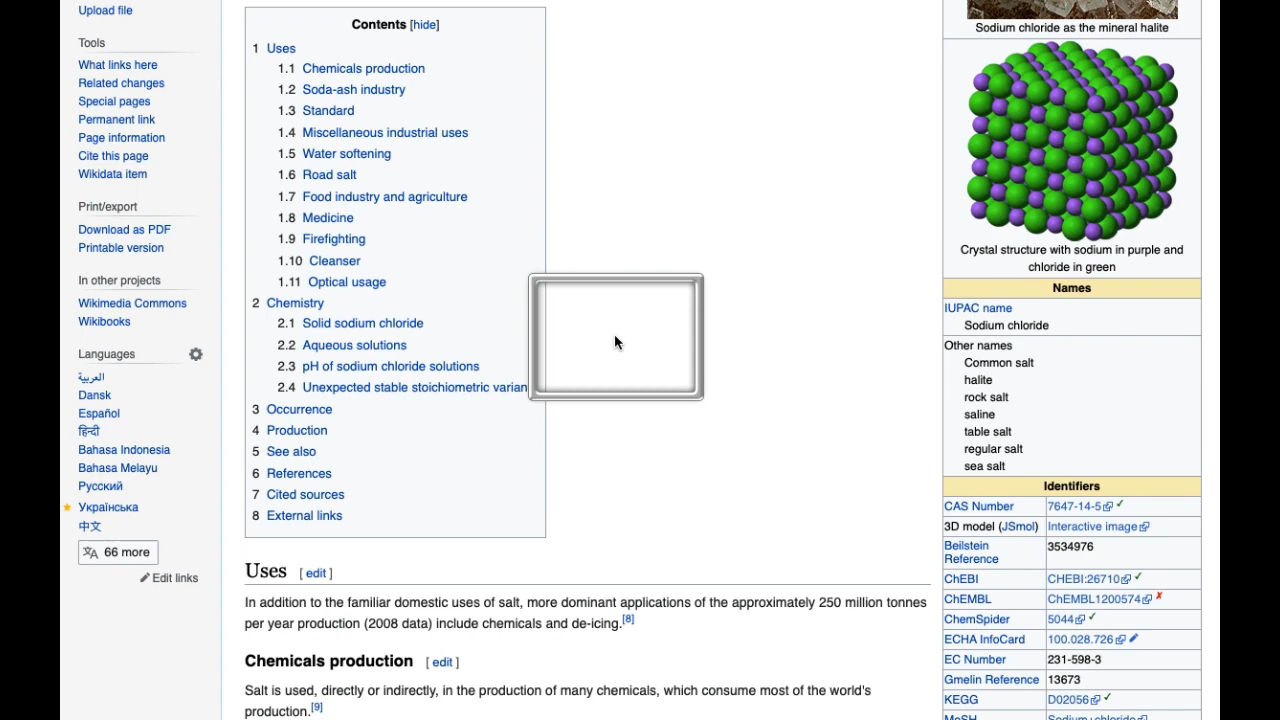 Upload file
Tools
What links here
Related changes
Special pages
Permanent link
Page information
Cite this page
Wikidata item
Print/export
Download as PDF
Printable version
In other projects
Wikimedia Commons
Wikibooks
Languages
العربية
Dansk
Español
हिन्दी
Bahasa Indonesia
Bahasa Melayu
Русский
Українська
中文
66 more
Edit links
Contents [hide]
1 Uses
1.1 Chemicals production
1.2 Soda-ash industry
1.3 Standard
1.4 Miscellaneous industrial uses
1.5 Water softening
1.6 Road salt
1.7 Food industry and agriculture
1.8 Medicine
1.9 Firefighting
1.10 Cleanser
1.11 Optical usage
2 Chemistry
2.1 Solid sodium chloride
2.2 Aqueous solutions
2.3 pH of sodium chloride solutions
2.4 Unexpected stable stoichiometric varian
3 Occurrence
4 Production
5 See also
6 References
7 Cited sources
8 External links
Uses [ edit ]
In addition to the familiar domestic uses of salt, more dominant applications of the approximately 250 million tonnes
per year production (2008 data) include chemicals and de-icing.[8]
Chemicals production [ edit ]
Salt is used, directly or indirectly, in the production of many chemicals, which consume most of the world's
production.[9]
Sodium chloride as the mineral halite
Crystal structure with sodium in purple and
chloride in green
Names
IUPAC name
Sodium chloride
Other names
Common salt
halite
rock salt
saline
table salt
regular salt
sea salt
Identifiers
CAS Number 7647-14-5
3D model (JSmol) Interactive image
Beilstein
Reference 3534976
ChEBI CHEBI:26710
ChEMBL ChEMBL1200574
ChemSpider 5044
ECHA InfoCard 100.028.726
EC Number 231-598-3
Gmelin Reference 13673
KEGG D02056
MeSH Sodium+chloride